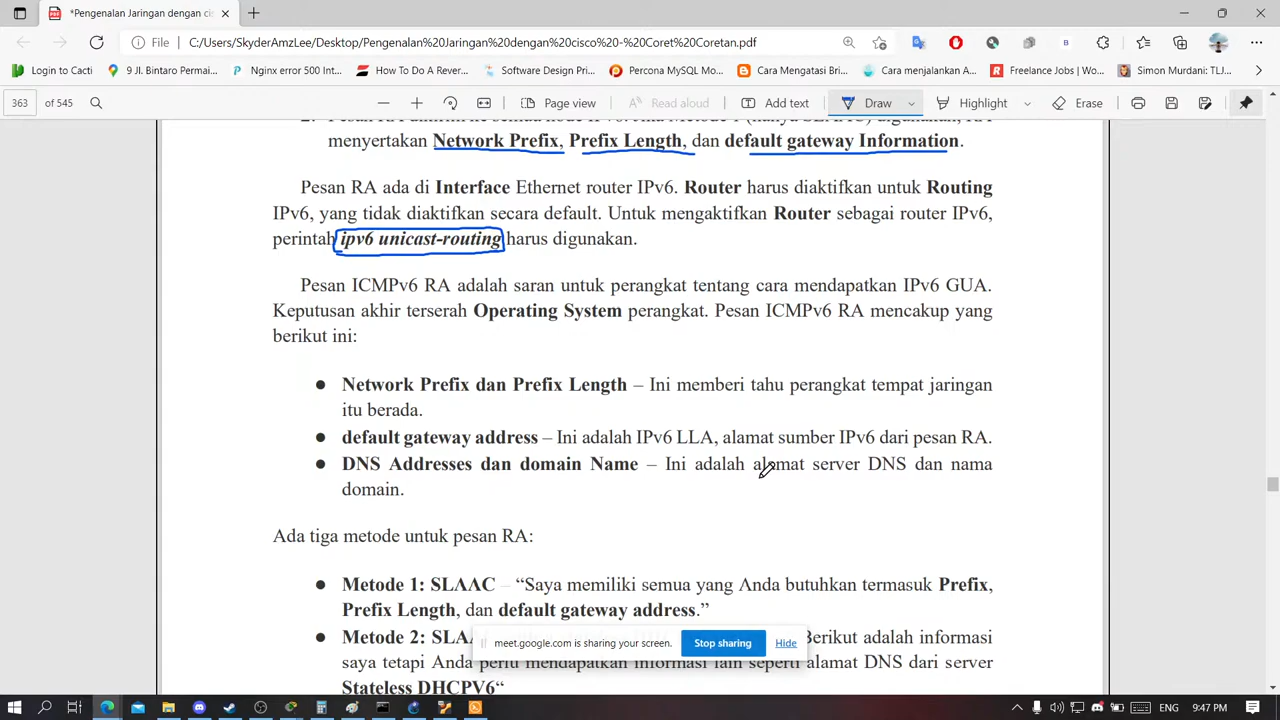 *Pengenalan Jaringan dengan cis
File C:/Users/SkyderAmzLee/Desktop/Pengenalan%20Jaringan%20dengan%20cisco%20-%20Coret%20Coretan.pdf
Login to Cacti 9 Jl. Bintaro Permai... Nginx error 500 Int... How To Do A Rever... Software Design Pri... Percona MySQL Mo... Cara Mengatasi Bri... Cara menjalankan A... Freelance Jobs | Wo... Simon Murdani: TLJ...
363 of 545 Page view Read aloud Add text Draw Highlight Erase
menyertakan Network Prefix, Prefix Length, dan default gateway Information.
Pesan RA ada di Interface Ethernet router IPv6. Router harus diaktifkan untuk Routing
IPv6, yang tidak diaktifkan secara default. Untuk mengaktifkan Router sebagai router IPv6,
perintah ipv6 unicast-routing harus digunakan.
Pesan ICMPv6 RA adalah saran untuk perangkat tentang cara mendapatkan IPv6 GUA.
Keputusan akhir terserah Operating System perangkat. Pesan ICMPv6 RA mencakup yang
berikut ini:
● Network Prefix dan Prefix Length – Ini memberi tahu perangkat tempat jaringan
itu berada.
● default gateway address – Ini adalah IPv6 LLA, alamat sumber IPv6 dari pesan RA.
● DNS Addresses dan domain Name – Ini adalah alamat server DNS dan nama
domain.
Ada tiga metode untuk pesan RA:
● Metode 1: SLAAC – “Saya memiliki semua yang Anda butuhkan termasuk Prefix,
Prefix Length, dan default gateway address.”
● Metode 2: SLAA Berikut adalah informasi
meet.google.com is sharing your screen. Stop sharing Hide
saya tetapi Anda perlu mendapatkan informasi lain seperti alamat DNS dari server
Stateless DHCPV6“
ENG 9:47 PM